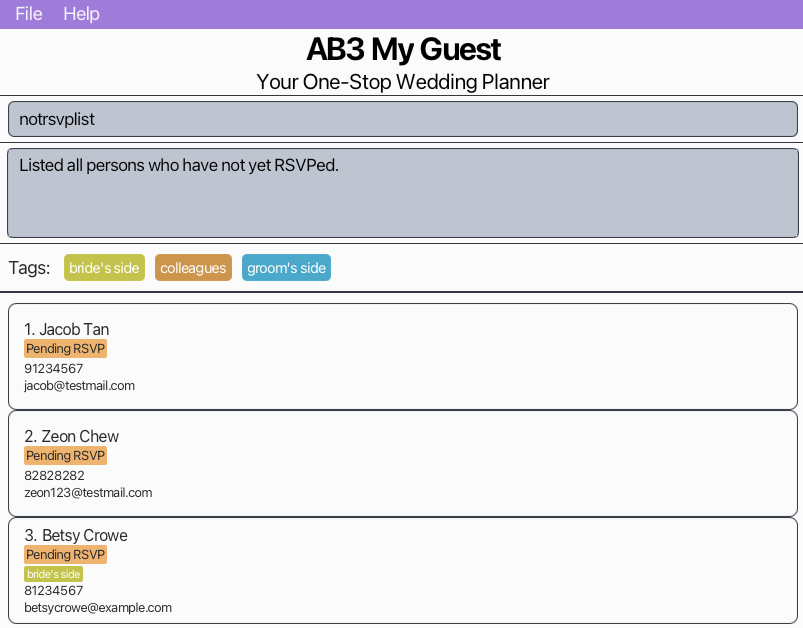 File Help
AB3 My Guest
Your One-Stop Wedding Planner
notrsvplist
Listed all persons who have not yet RSVPed.
Tags: bride's side colleagues groom's side
1. Jacob Tan
Pending RSVP
91234567
jacob@testmail.com
2. Zeon Chew
Pending RSVP
82828282
zeon123@testmail.com
3. Betsy Crowe
Pending RSVP
bride's side
81234567
betsycrowe@example.com